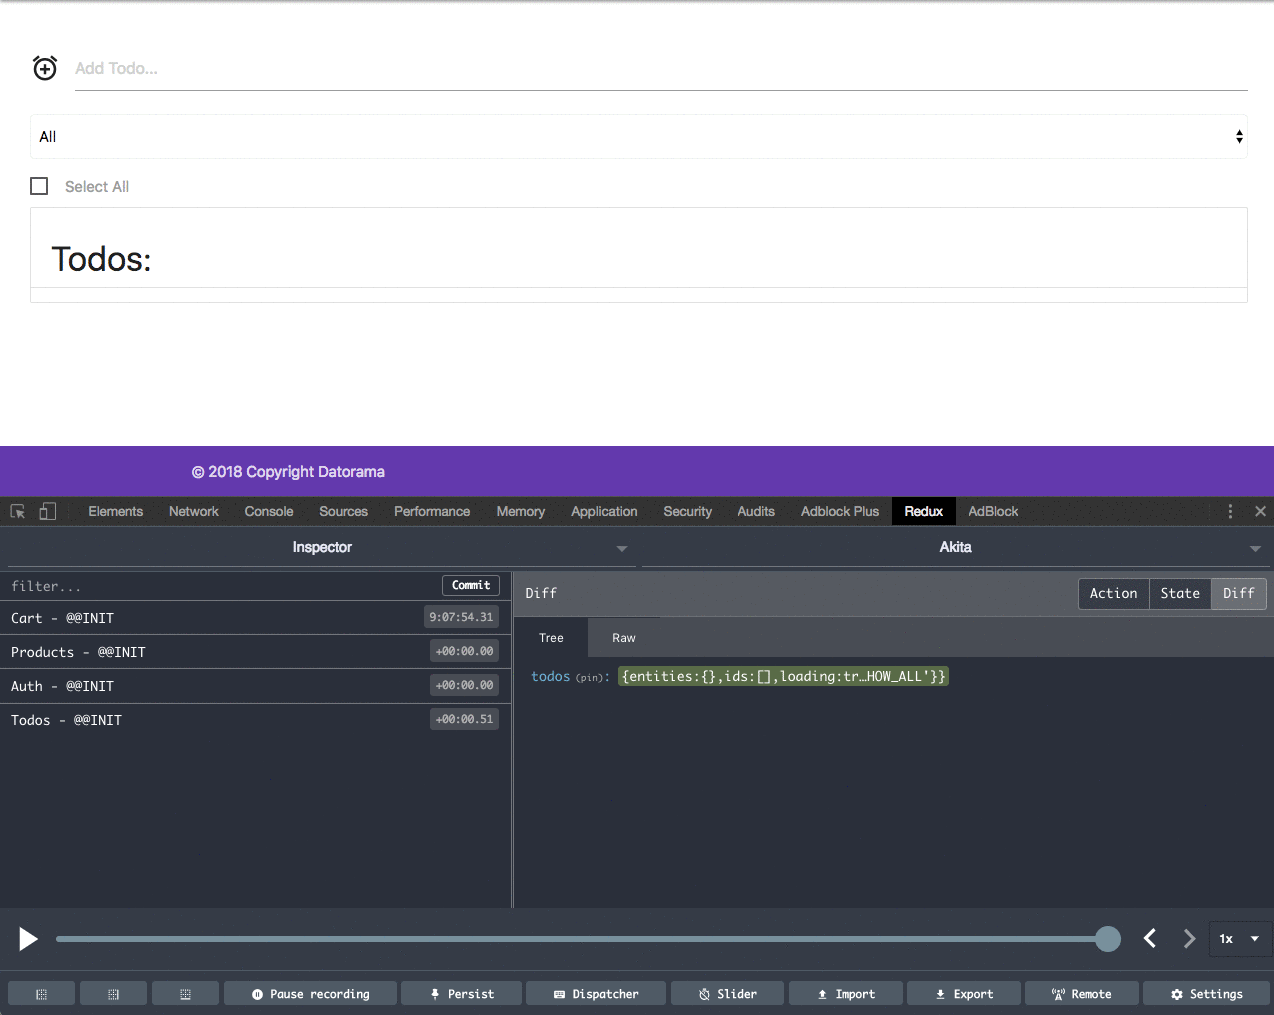 Add Todo...
All
Select All
Todos:
© 2018 Copyright Datorama
Elements Network Console Sources Performance Memory Application Security Audits Adblock Plus Redux AdBlock
Inspector Akita
filter... Commit
Diff Action State Diff
Cart - @@INIT 9:07:54.31
Tree Raw
Products - @@INIT +00:00.00
todos (pin): {entities:{},ids:[],loading:tr…HOW_ALL'}}
Auth - @@INIT +00:00.00
Todos - @@INIT +00:00.51
1x
Pause recording Persist Dispatcher Slider Import Export Remote Settings